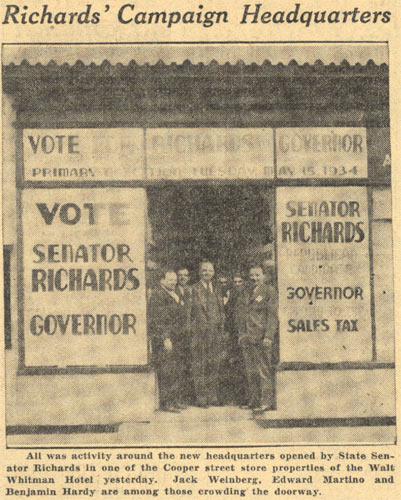 Richards' Campaign Headquarters
VOTE RICHARDS GOVERNOR
PRIMARY ELECTION, TUESDAY, MAY 15, 1934
VOTE
SENATOR
RICHARDS
GOVERNOR
SENATOR
RICHARDS
REPUBLICAN
GOVERNOR
SALES TAX
All was activity around the new headquarters opened by State Sen-
ator Richards in one of the Cooper street store properties of the Walt
Whitman Hotel yesterday. Jack Weinberg, Edward Martino and
Benjamin Hardy are among those crowding the doorway.